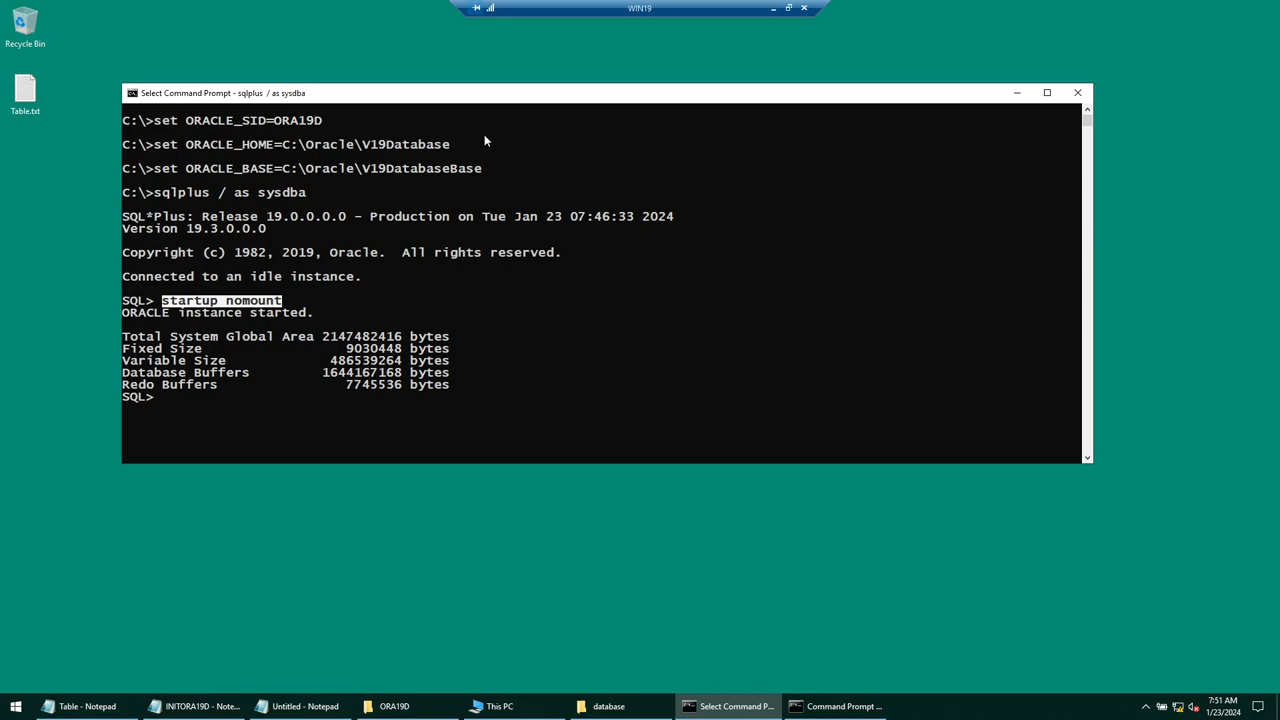 WIN19
Recycle Bin
Table.txt
Select Command Prompt - sqlplus / as sysdba
C:\>set ORACLE_SID=ORA19D
C:\>set ORACLE_HOME=C:\Oracle\V19Database
C:\>set ORACLE_BASE=C:\Oracle\V19DatabaseBase
C:\>sqlplus / as sysdba
SQL*Plus: Release 19.0.0.0.0 - Production on Tue Jan 23 07:46:33 2024
Version 19.3.0.0.0
Copyright (c) 1982, 2019, Oracle.  All rights reserved.
Connected to an idle instance.
SQL> startup nomount
ORACLE instance started.
Total System Global Area 2147482416 bytes
Fixed Size                  9030448 bytes
Variable Size             486539264 bytes
Database Buffers         1644167168 bytes
Redo Buffers                7745536 bytes
SQL>
Table - Notepad
INITORA19D - Note...
Untitled - Notepad
ORA19D
This PC
database
Select Command P...
Command Prompt ...
7:51 AM
1/23/2024